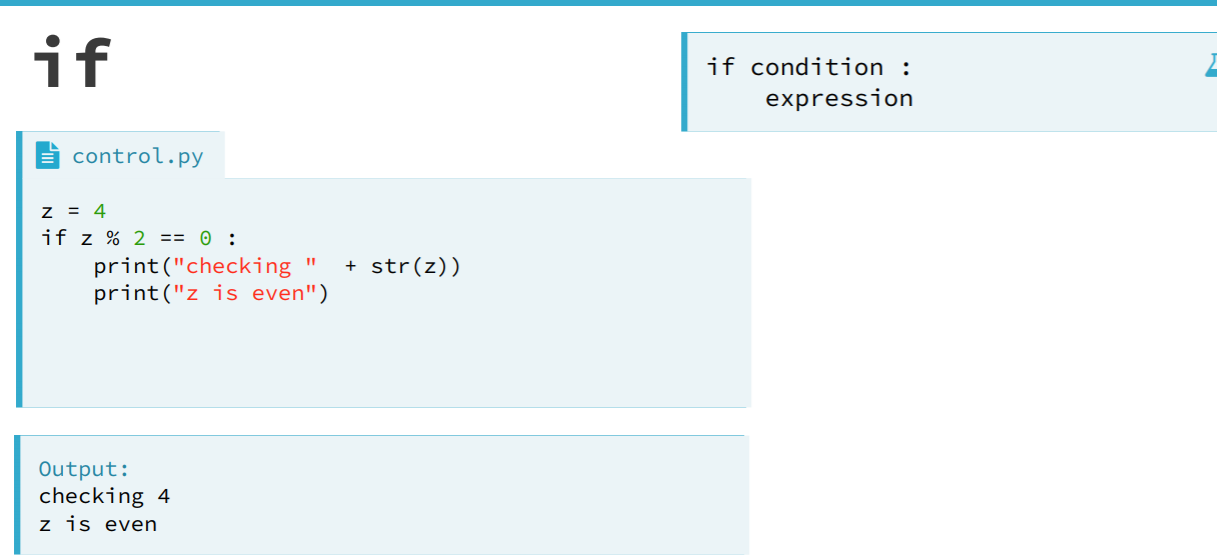 if
if condition :
    expression
control.py
z = 4
if z % 2 == 0 :
    print("checking "  + str(z))
    print("z is even")
Output:
checking 4
z is even